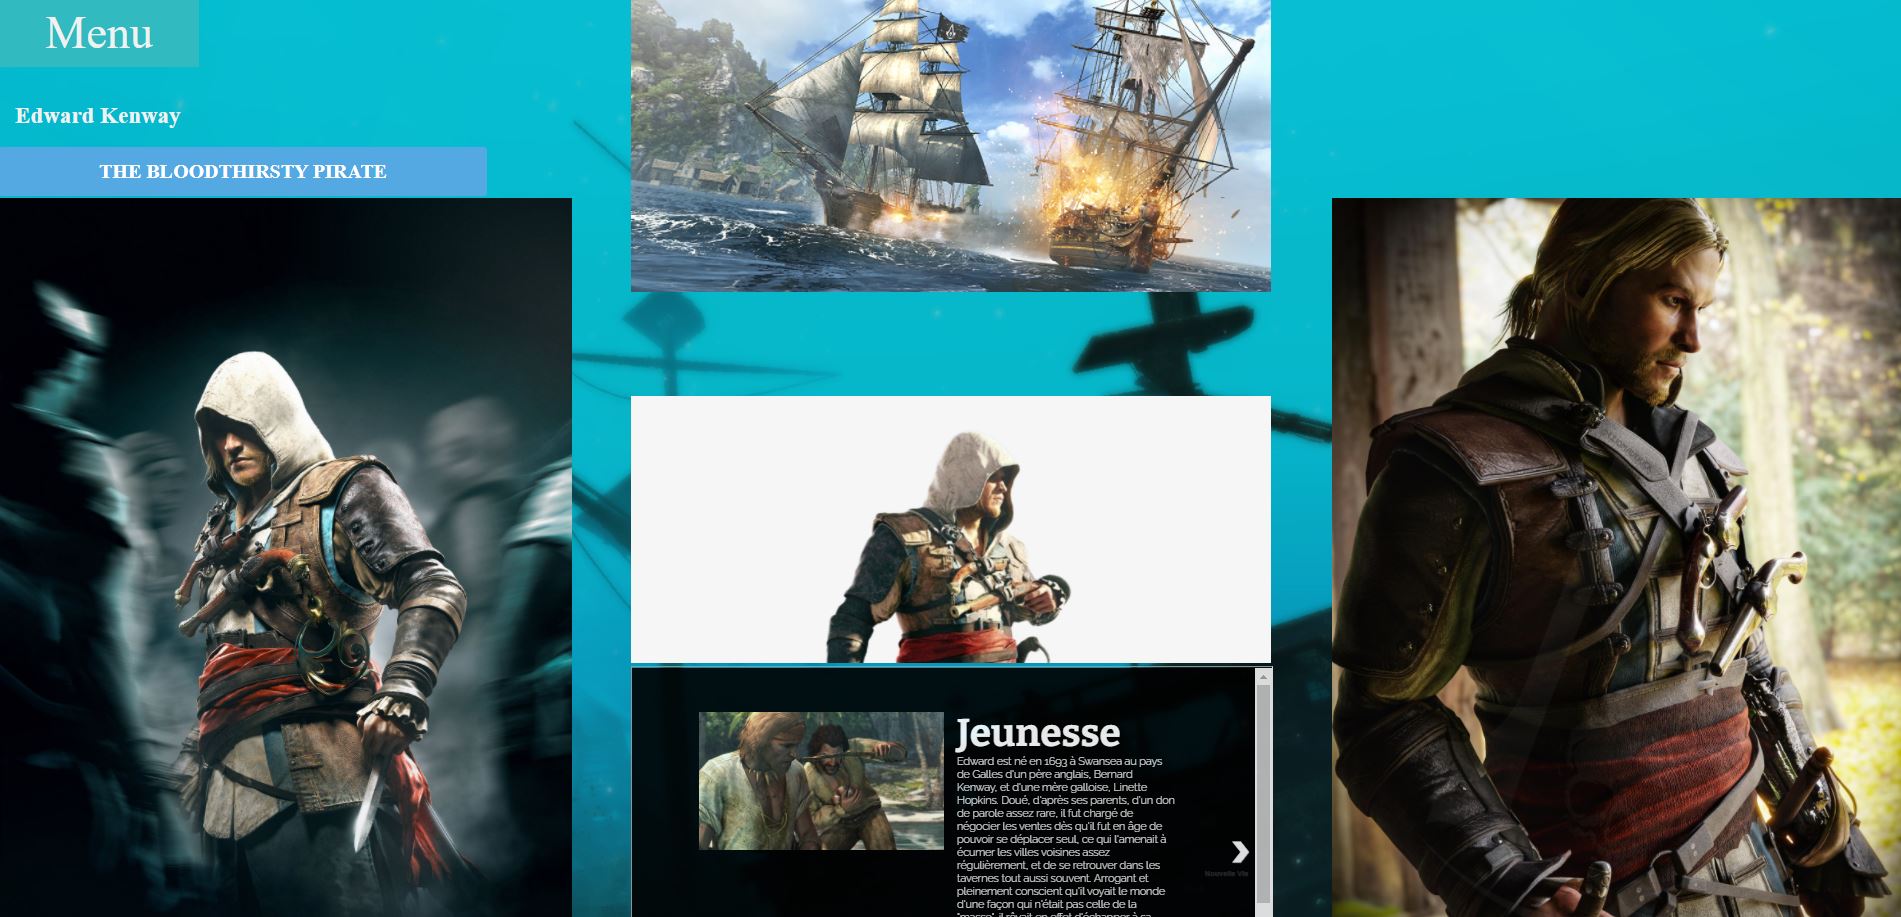 Menu
Edward Kenway
THE BLOODTHIRSTY PIRATE
Jeunesse
Edward est né en 1693 à Swansea au pays
de Galles d'un père anglais, Bernard
Kenway, et d'une mère galloise, Linette
Hopkins. Doué, d'après ses parents, d'un don
de parole assez rare, il fut chargé de
négocier les ventes dès qu'il fut en âge de
pouvoir se déplacer seul, ce qui l'amenait à
écumer les villes voisines assez
régulièrement, et de se retrouver dans les
tavernes tout aussi souvent. Arrogant et
pleinement conscient qu'il voyait le monde
d'une façon qui n'était pas celle de la
"masse", il rêvait en effet d'échapper à sa
Nouvelle Vie